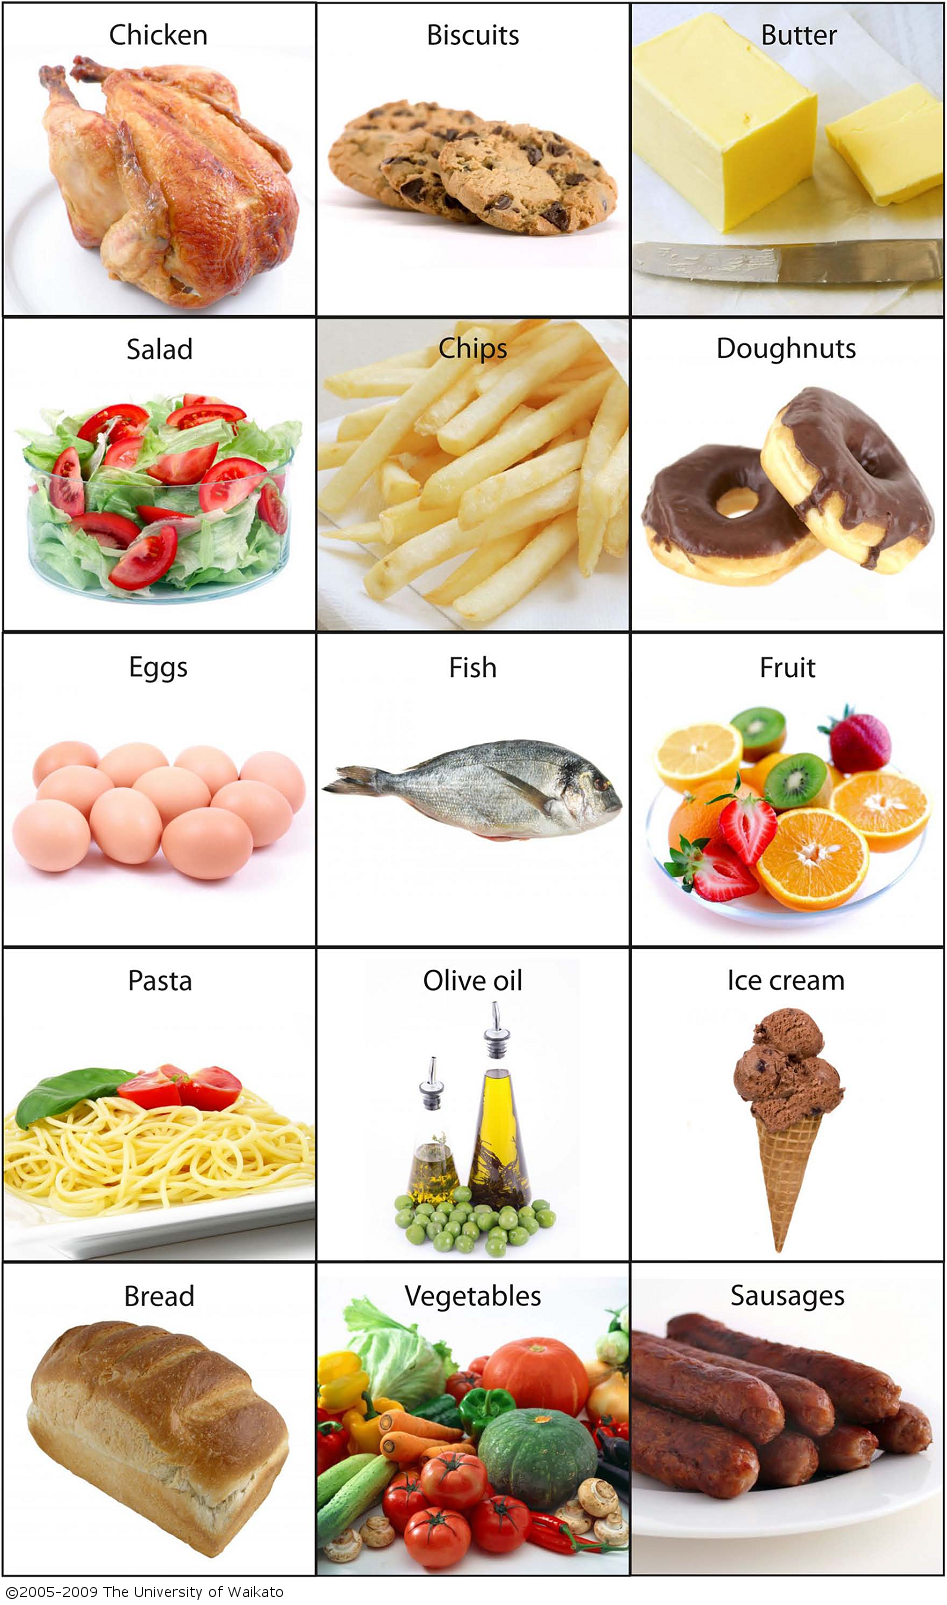 Chicken
Biscuits
Butter
Salad
Chips
Doughnuts
Eggs
Fish
Fruit
Pasta
Olive oil
Ice cream
Bread
Vegetables
Sausages
©2005-2009 The University of Waikato